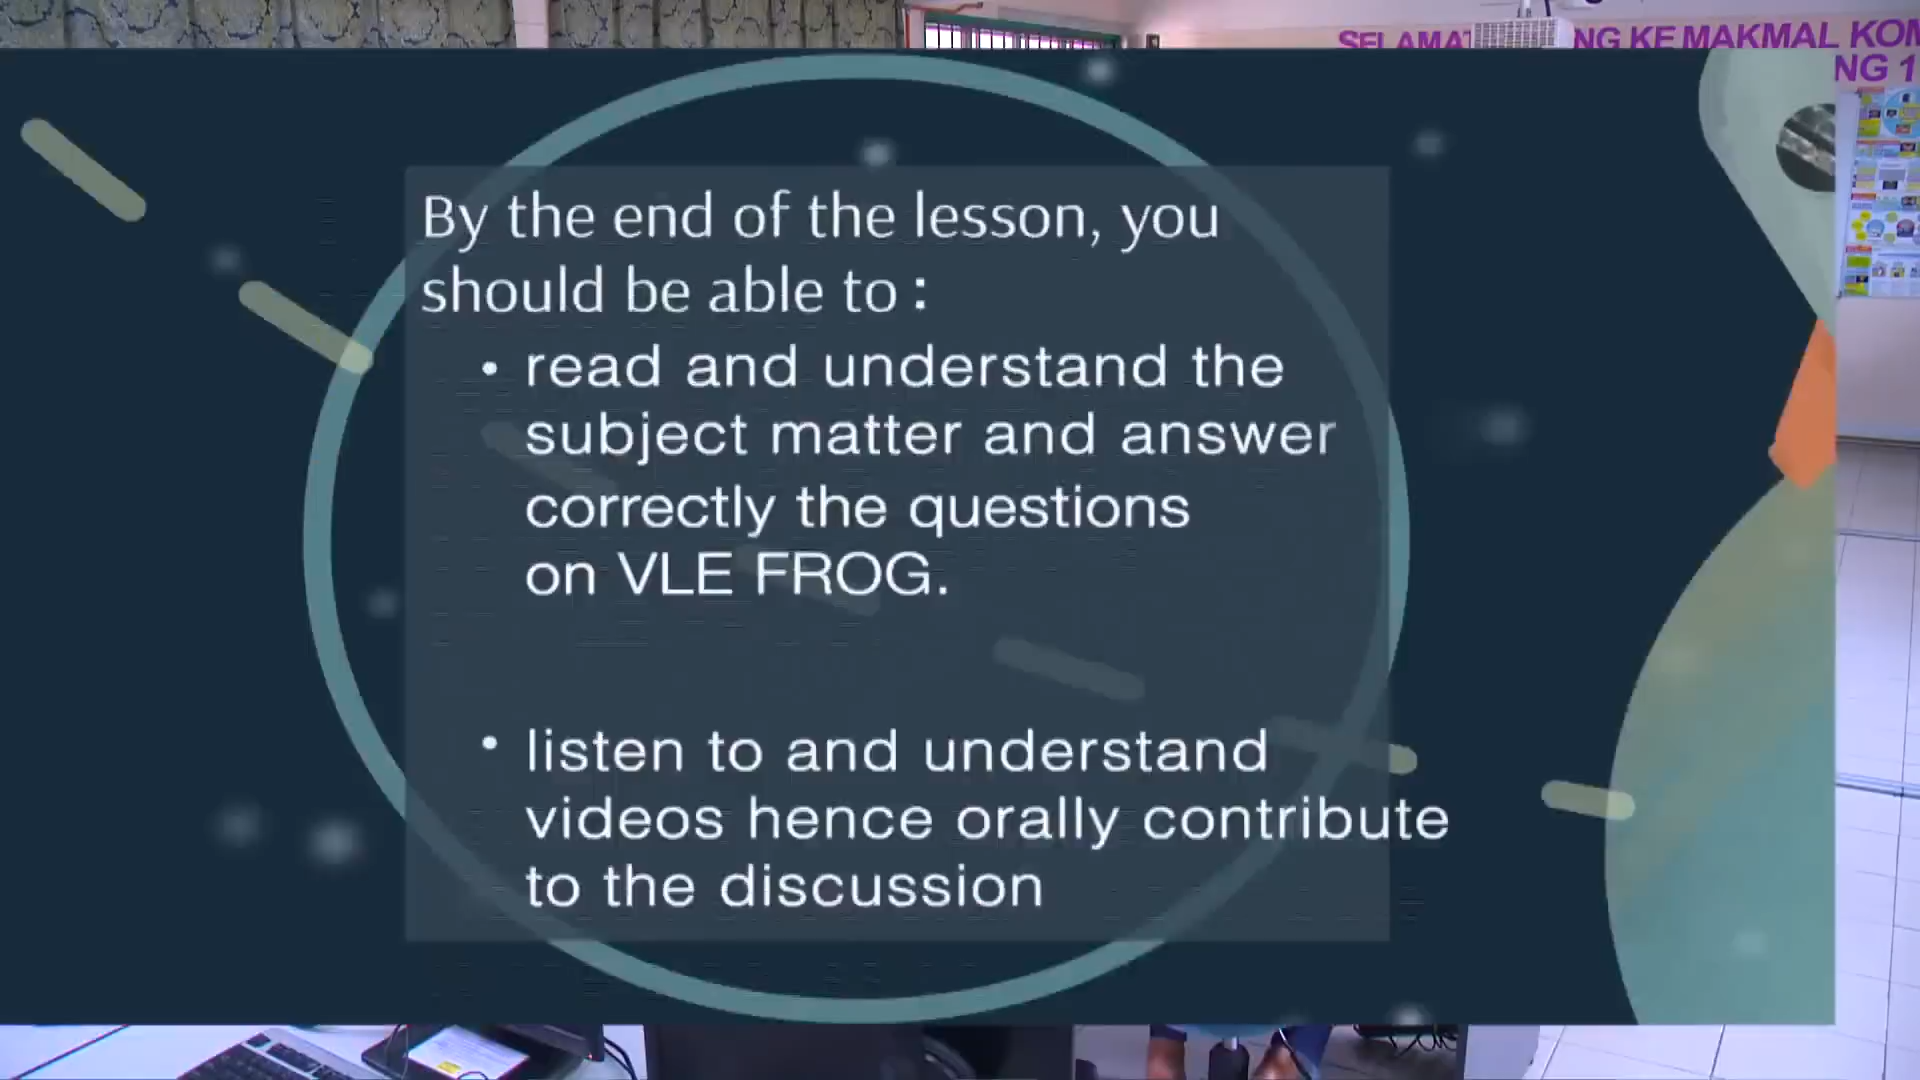 SELAMAT NG KE MAKMAL KOM
NG 1
By the end of the lesson, you
should be able to :
• read and understand the
subject matter and answer
correctly the questions
on VLE FROG.
• listen to and understand
videos hence orally contribute
to the discussion